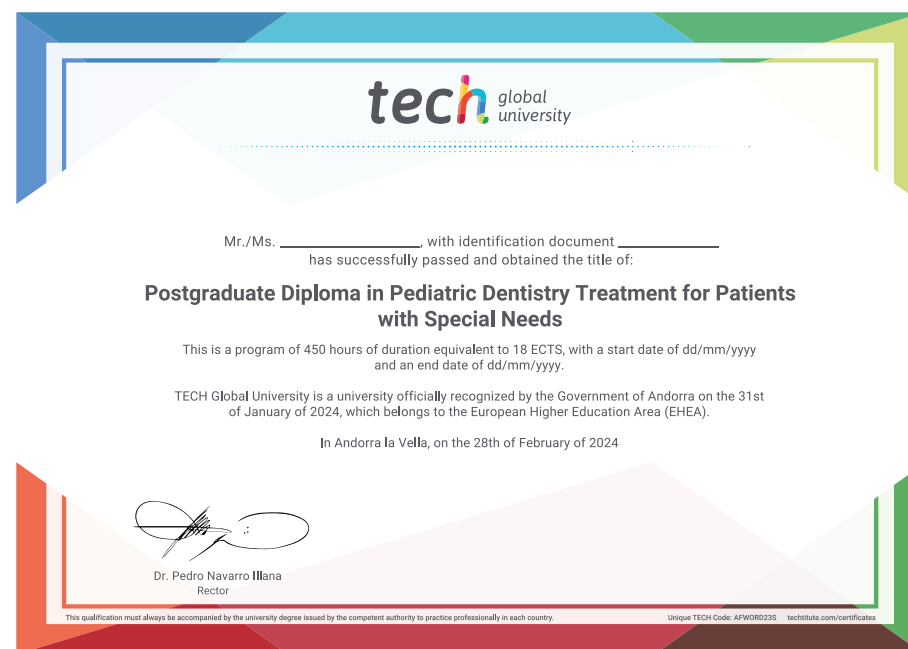 tech global
university
Mr./Ms. ____________, with identification document ____________
has successfully passed and obtained the title of:
Postgraduate Diploma in Pediatric Dentistry Treatment for Patients
with Special Needs
This is a program of 450 hours of duration equivalent to 18 ECTS, with a start date of dd/mm/yyyy
and an end date of dd/mm/yyyy.
TECH Global University is a university officially recognized by the Government of Andorra on the 31st
of January of 2024, which belongs to the European Higher Education Area (EHEA).
In Andorra la Vella, on the 28th of February of 2024
Dr. Pedro Navarro Illana
Rector
This qualification must always be accompanied by the university degree issued by the competent authority to practice professionally in each country. Unique TECH Code: AFWORD23S techtitute.com/certificates